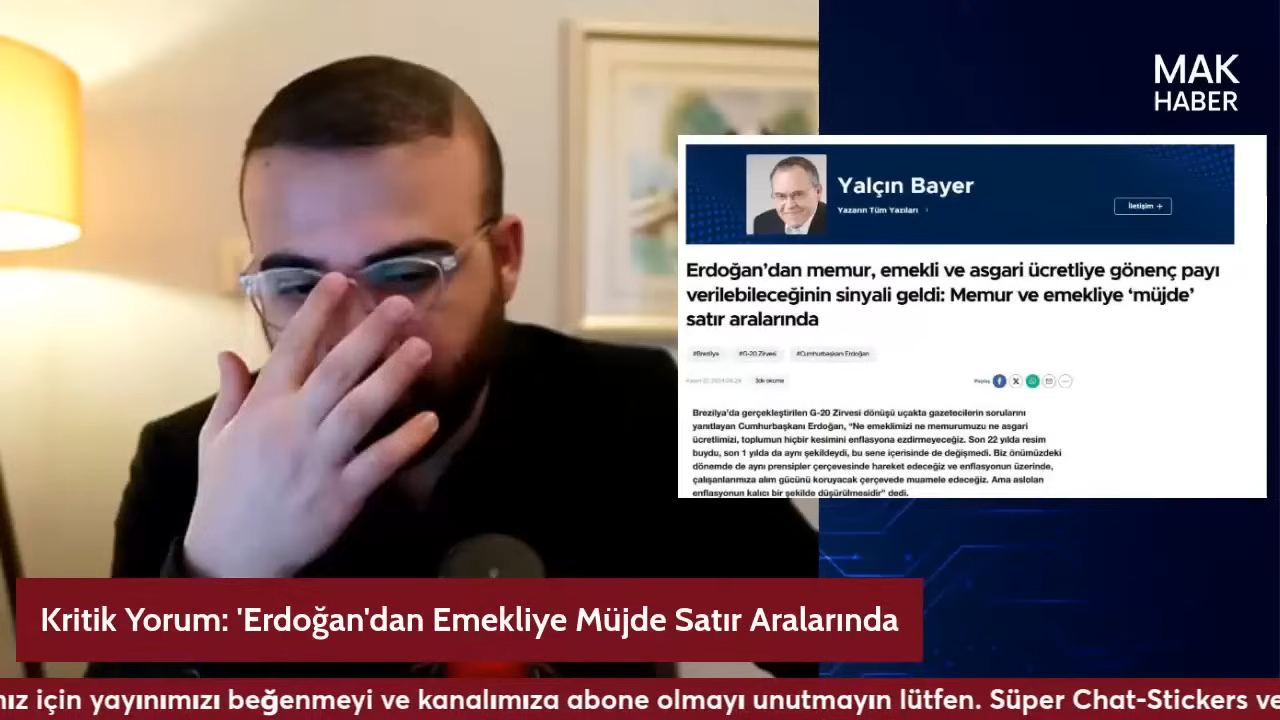 MAK
HABER
Yalçın Bayer
Yazarın Tüm Yazıları
İletişim +
Erdoğan’dan memur, emekli ve asgari ücretliye gönenç payı
verilebileceğinin sinyali geldi: Memur ve emekliye ‘müjde’
satır aralarında
#Brezilya #G-20 Zirvesi #Cumhurbaşkanı Erdoğan
3dk okuma
Paylaş
Brezilya’da gerçekleştirilen G-20 Zirvesi dönüşü uçakta gazetecilerin sorularını
yanıtlayan Cumhurbaşkanı Erdoğan, “Ne emeklimizi ne memurumuzu ne asgari
ücretlimizi, toplumun hiçbir kesimini enflasyona ezdirmeyeceğiz. Son 22 yılda resim
buydu, son 1 yılda da aynı şekildeydi, bu sene içerisinde de değişmedi. Biz önümüzdeki
dönemde de aynı prensipler çerçevesinde hareket edeceğiz ve enflasyonun üzerinde,
çalışanlarımıza alım gücünü koruyacak çerçevede muamele edeceğiz. Ama aslolan
enflasyonun kalıcı bir şekilde düşürülmesidir” dedi.
Kritik Yorum: 'Erdoğan'dan Emekliye Müjde Satır Aralarında
ız için yayınımızı beğenmeyi ve kanalımıza abone olmayı unutmayın lütfen. Süper Chat-Stickers ve